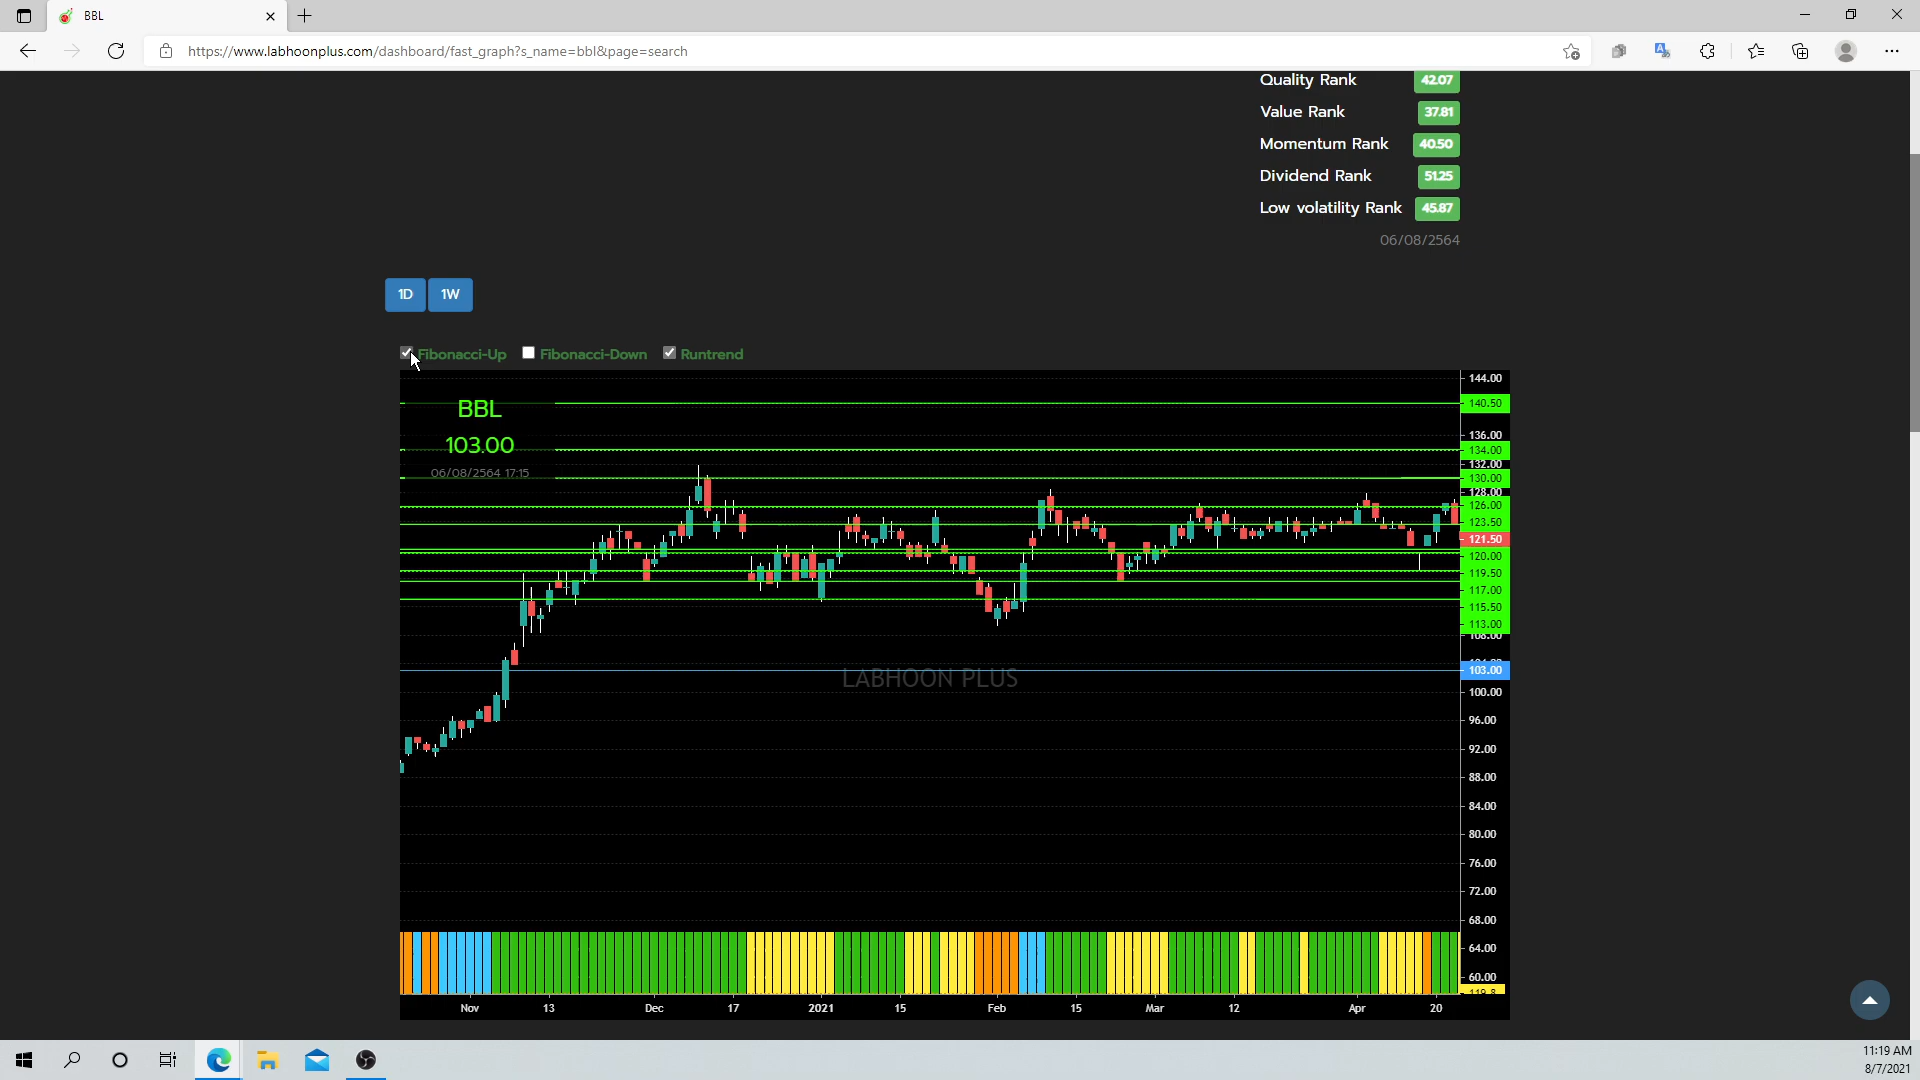 BBL
https://www.labhoonplus.com/dashboard/fast_graph?s_name=bbl&page=search
Quality Rank 42.07
Value Rank 37.81
Momentum Rank 40.50
Dividend Rank 51.25
Low volatility Rank 45.87
06/08/2564
1D 1W
Fibonacci-Up Fibonacci-Down Runtrend
BBL
103.00
06/08/2564 17:15
LABHOON PLUS
144.00
140.50
136.00
134.00
132.00
130.00
128.00
126.00
123.50
121.50
120.00
119.50
117.00
115.50
113.00
108.00
103.00
100.00
96.00
92.00
88.00
84.00
80.00
76.00
72.00
68.00
64.00
60.00
Nov 13 Dec 17 2021 15 Feb 15 Mar 12 Apr 20
11:19 AM
8/7/2021